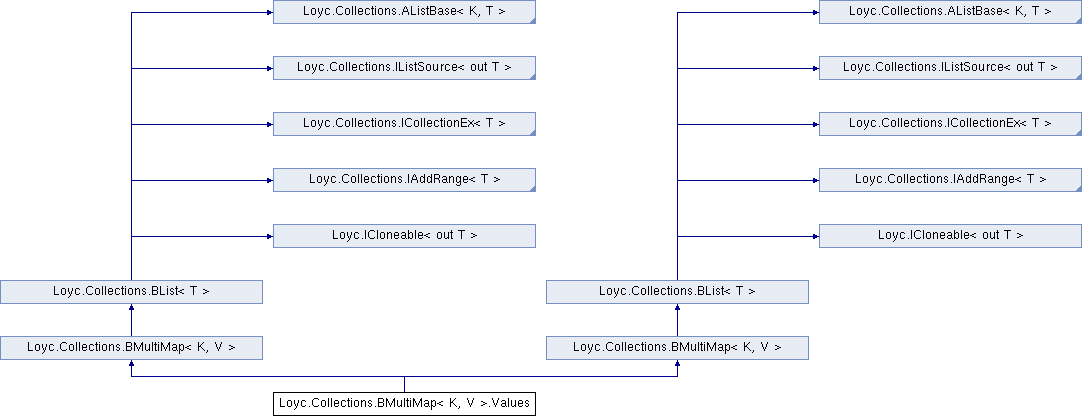 Loyc.Collections.AListBase< K, T >
Loyc.Collections.AListBase< K, T >
Loyc.Collections.IListSource< out T >
Loyc.Collections.IListSource< out T >
Loyc.Collections.ICollectionEx< T >
Loyc.Collections.ICollectionEx< T >
Loyc.Collections.IAddRange< T >
Loyc.Collections.IAddRange< T >
Loyc.ICloneable< out T >
Loyc.ICloneable< out T >
Loyc.Collections.BList< T >
Loyc.Collections.BList< T >
Loyc.Collections.BMultiMap< K, V >
Loyc.Collections.BMultiMap< K, V >
Loyc.Collections.BMultiMap< K, V >.Values